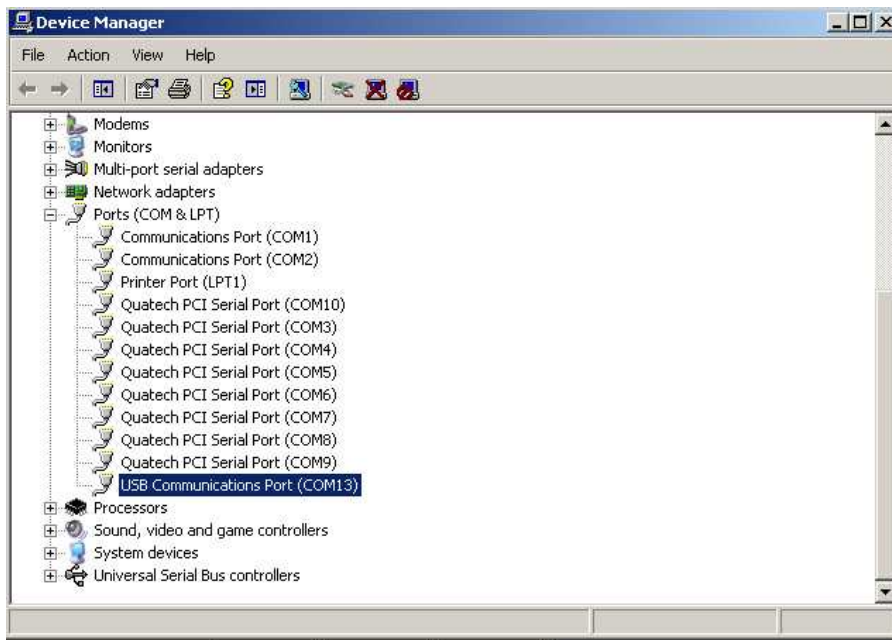 Device Manager
File Action View Help
Modems
Monitors
Multi-port serial adapters
Network adapters
Ports (COM & LPT)
Communications Port (COM1)
Communications Port (COM2)
Printer Port (LPT1)
Quatech PCI Serial Port (COM10)
Quatech PCI Serial Port (COM3)
Quatech PCI Serial Port (COM4)
Quatech PCI Serial Port (COM5)
Quatech PCI Serial Port (COM6)
Quatech PCI Serial Port (COM7)
Quatech PCI Serial Port (COM8)
Quatech PCI Serial Port (COM9)
USB Communications Port (COM13)
Processors
Sound, video and game controllers
System devices
Universal Serial Bus controllers